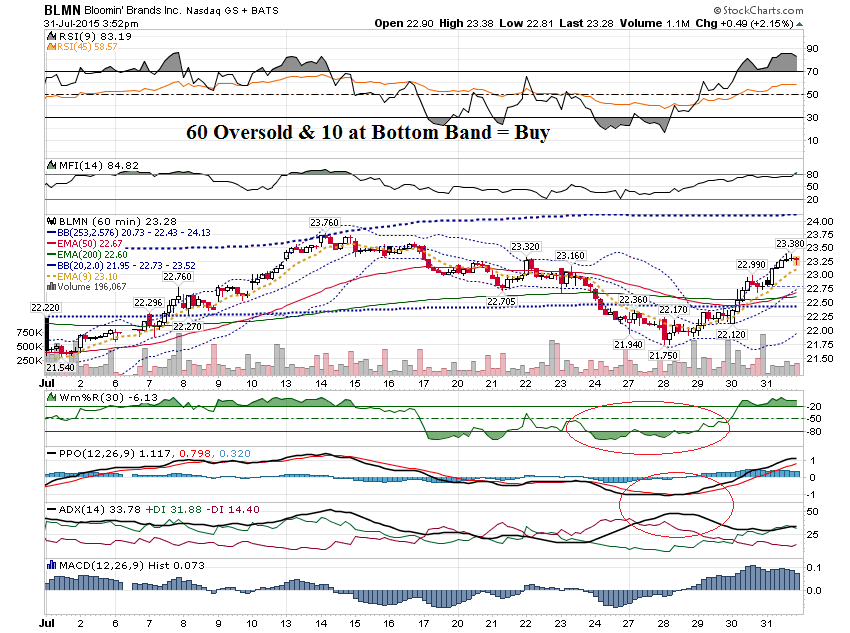 BLMN Bloomin' Brands Inc. Nasdaq GS + BATS ©StockCharts.com
31-Jul-2015 3:52pm Open 22.90 High 23.38 Low 22.81 Last 23.28 Volume 1.1M Chg +0.49 (+2.15%)
RSI(9) 83.19
RSI(45) 58.57
90
70
50
30
10
60 Oversold & 10 at Bottom Band = Buy
MFI(14) 84.82
80
50
20
BLMN (60 min) 23.28
BB(253,2.576) 20.73 - 22.43 - 24.13
EMA(50) 22.67
EMA(200) 22.60
BB(20,2.0) 21.95 - 22.73 - 23.52
EMA(9) 23.10
Volume 196,067
23.760
23.320
23.160
23.380
22.990
22.760
22.296
22.220
22.270
22.705
22.360
22.170
22.120
21.940
21.750
21.540
24.00
23.75
23.50
23.25
23.00
22.75
22.50
22.25
22.00
21.75
21.50
750K
500K
250K
Jul 2 6 7 8 9 10 13 14 15 16 17 20 21 22 23 24 27 28 29 30 31
Wm%R(30) -6.13
-20
-50
-80
PPO(12,26,9) 1.117, 0.798, 0.320
1
0
-1
ADX(14) 33.78 +DI 31.88 -DI 14.40
50
25
MACD(12,26,9) Hist 0.073
0.1
0.0
Jul 2 6 7 8 9 10 13 14 15 16 17 20 21 22 23 24 27 28 29 30 31